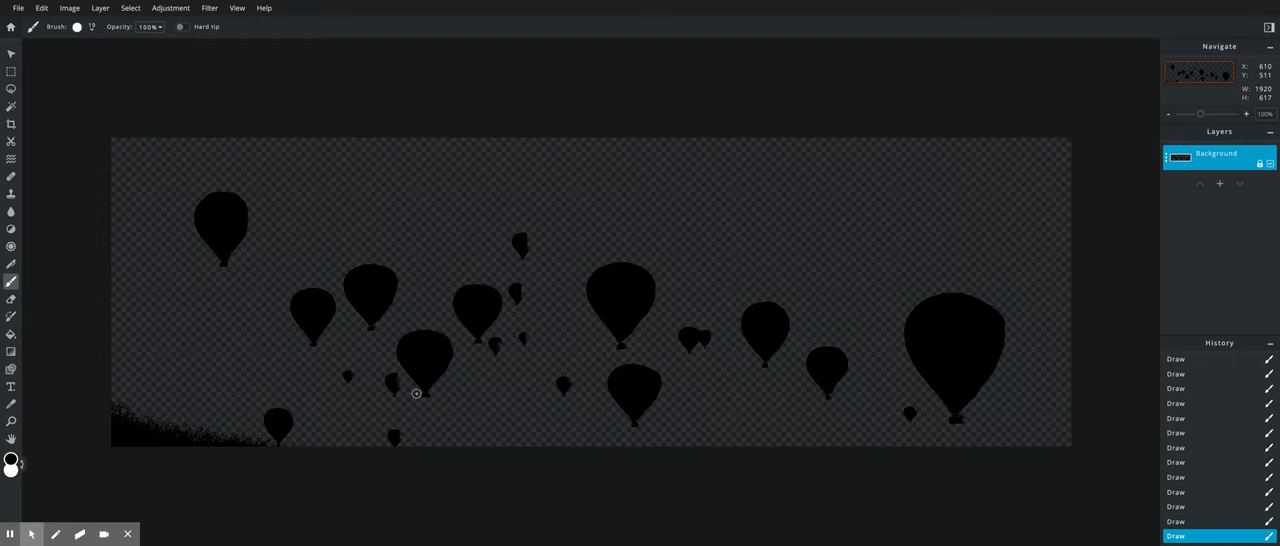 File Edit Image Layer Select Adjustment Filter View Help
Brush: 19 Opacity: 100% Hard tip
Navigate
X: 610
Y: 511
W: 1920
H: 617
- + 100%
Layers
Background
History
Draw
Draw
Draw
Draw
Draw
Draw
Draw
Draw
Draw
Draw
Draw
Draw
Draw